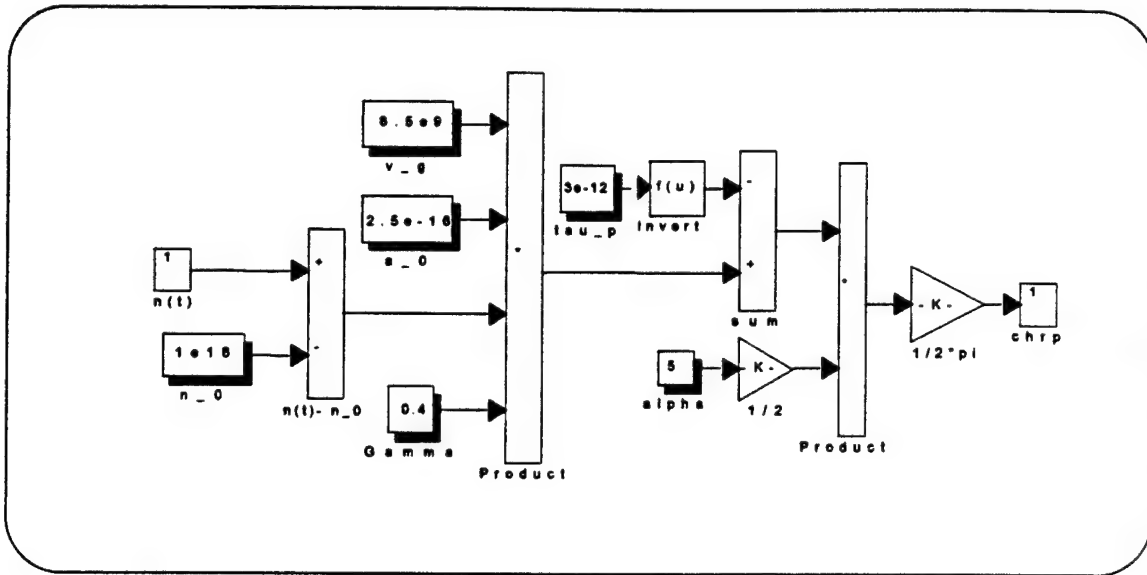 8.5e9
v_g
2.5e-16
a_0
1
n(t)
1e18
n_0
+
-
n(t)-n_0
0.4
Gamma
*
Product
3e-12
tau_p
f(u)
Invert
-
+
sum
5
alpha
-K-
1/2
*
Product
-K-
1/2*pi
1
chrp